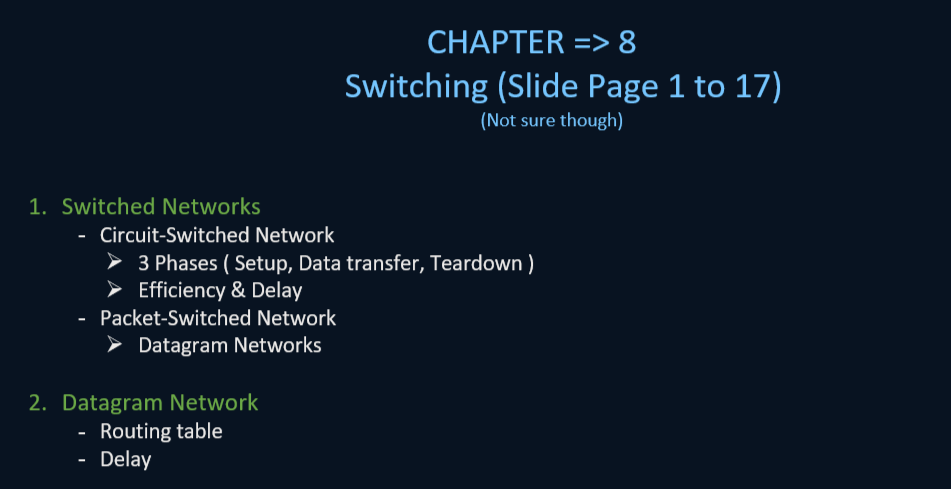 CHAPTER => 8
Switching (Slide Page 1 to 17)
(Not sure though)
1. Switched Networks
- Circuit-Switched Network
➢ 3 Phases ( Setup, Data transfer, Teardown )
➢ Efficiency & Delay
- Packet-Switched Network
➢ Datagram Networks
2. Datagram Network
- Routing table
- Delay